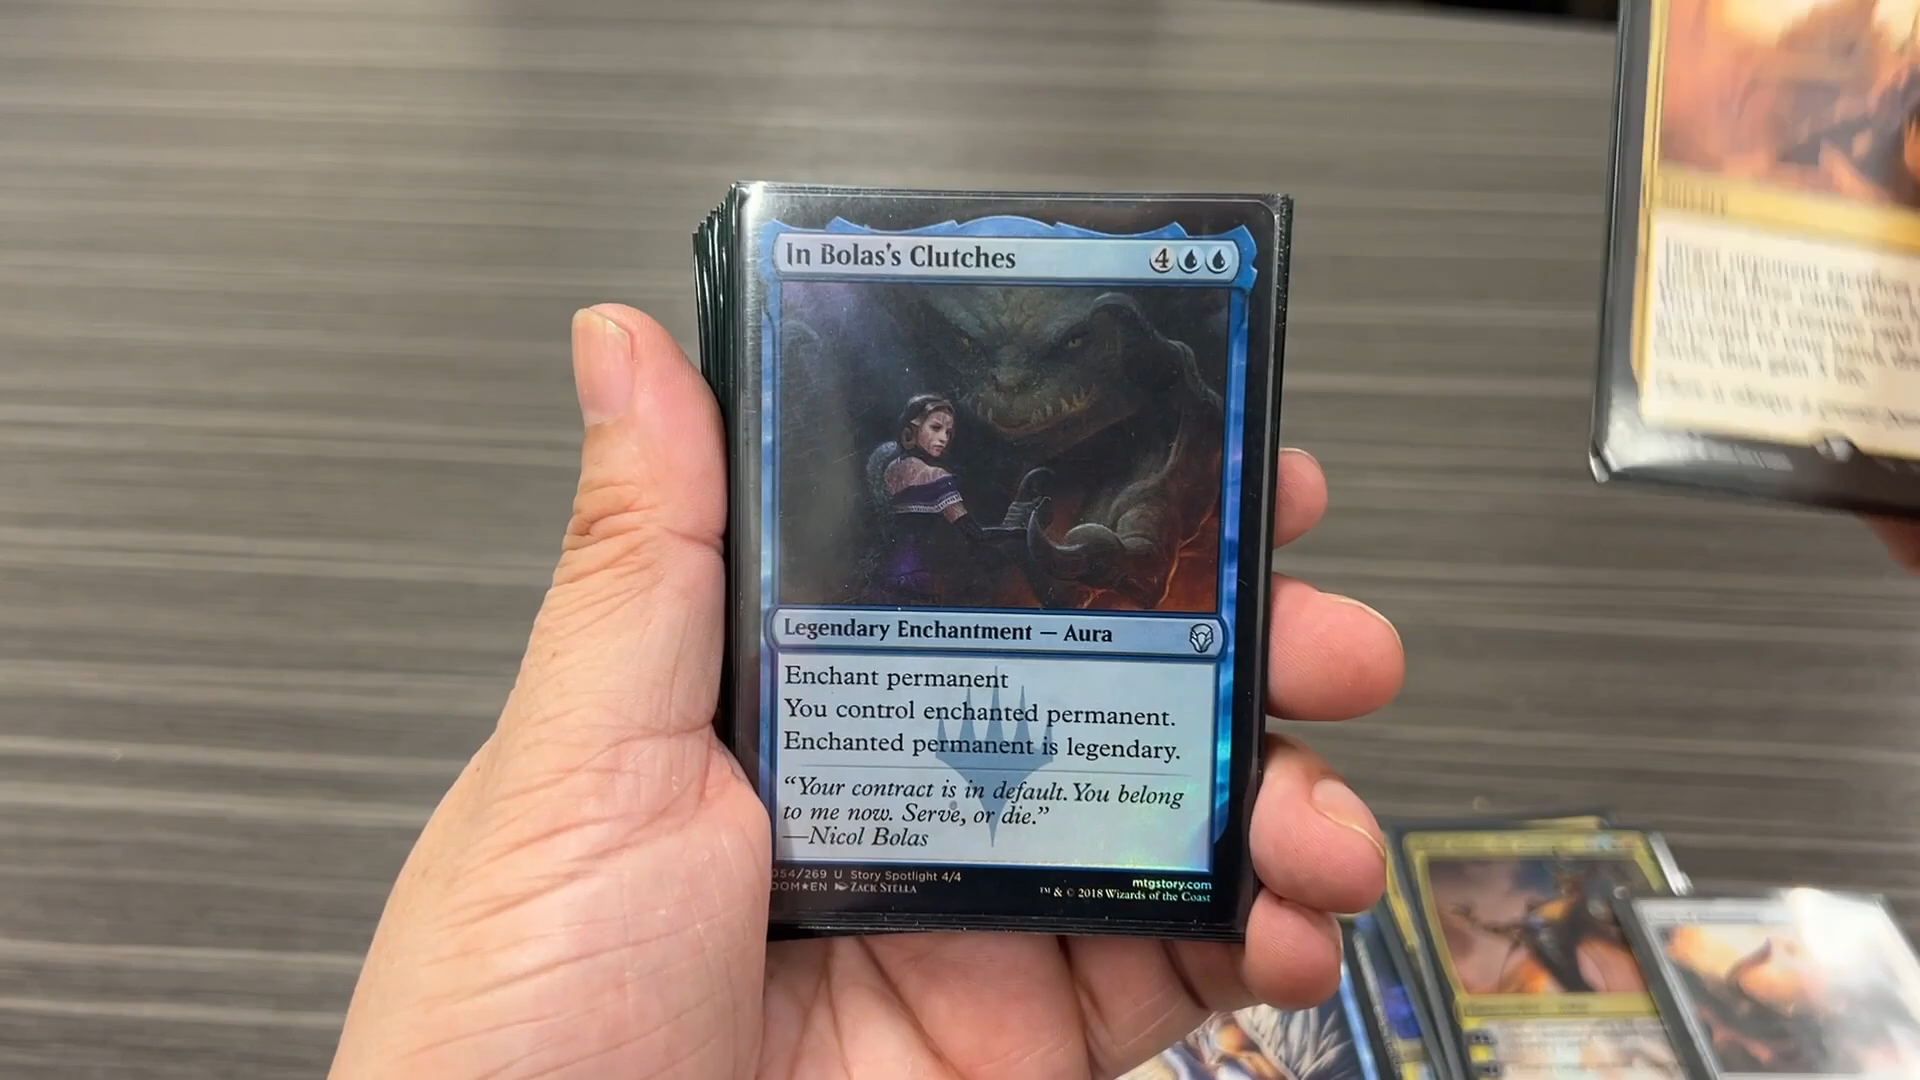 In Bolas's Clutches 4
Legendary Enchantment — Aura
Enchant permanent
You control enchanted permanent.
Enchanted permanent is legendary.
“Your contract is in default. You belong
to me now. Serve, or die.”
—Nicol Bolas
054/269 U Story Spotlight 4/4
DOM★EN Zack Stella
mtgstory.com
™ & © 2018 Wizards of the Coast